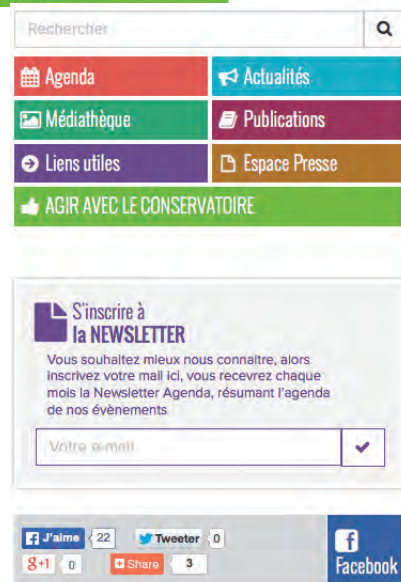 Rechercher
Agenda
Actualités
Médiathèque
Publications
Liens utiles
Espace Presse
AGIR AVEC LE CONSERVATOIRE
S'inscrire à
la NEWSLETTER
Vous souhaitez mieux nous connaitre, alors
inscrivez votre mail ici, vous recevrez chaque
mois la Newsletter Agenda, résumant l'agenda
de nos évènements
Votre e-mail
J'aime 22 Tweeter 0
g+1 0 Share 3
Facebook